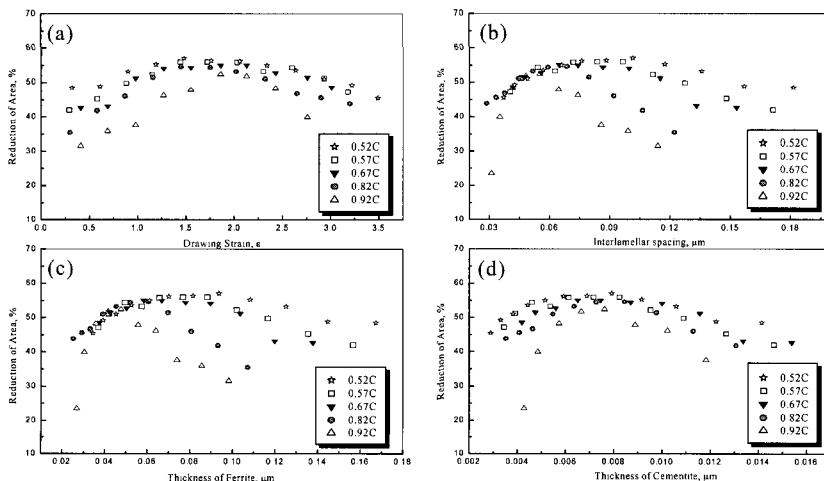 (a)
70
60
50
40
30
20
10
Reduction of Area, %
0.0 0.5 1.0 1.5 2.0 2.5 3.0 3.5
Drawing Strain, ε
0.52C
0.57C
0.67C
0.82C
0.92C
(b)
70
60
50
40
30
20
10
Reduction of Area, %
0.03 0.06 0.09 0.12 0.15 0.18
Interlamellar spacing, μm
0.52C
0.57C
0.67C
0.82C
0.92C
(c)
70
60
50
40
30
20
10
Reduction of Area, %
0.02 0.04 0.06 0.08 0.10 0.12 0.14 0.16 0.18
Thickness of Ferrite, μm
0.52C
0.57C
0.67C
0.82C
0.92C
(d)
70
60
50
40
30
20
10
Reduction of Area, %
0.002 0.004 0.006 0.008 0.010 0.012 0.014 0.016
Thickness of Cementite, μm
0.52C
0.57C
0.67C
0.82C
0.92C